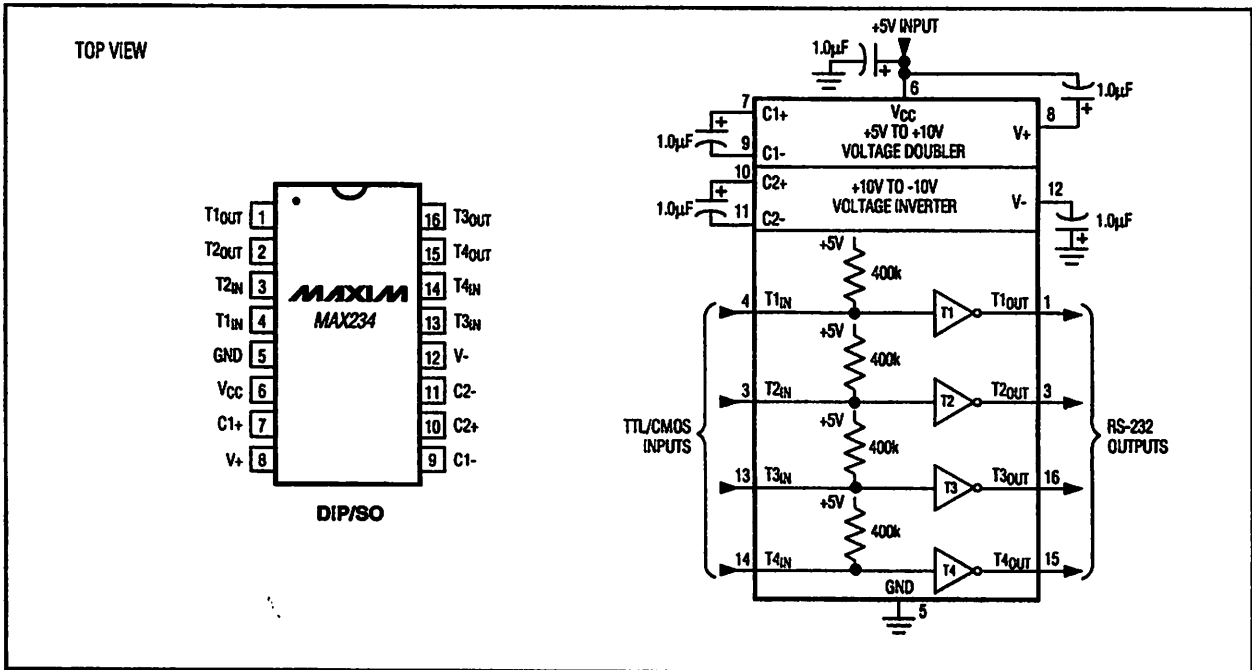 TOP VIEW
T1OUT 1
T2OUT 2
T2IN 3
T1IN 4
GND 5
VCC 6
C1+ 7
V+ 8
16 T3OUT
15 T4OUT
14 T4IN
13 T3IN
12 V-
11 C2-
10 C2+
9 C1-
MAXIM
MAX234
DIP/SO
+5V INPUT
1.0µF
+
6
1.0µF
+
7 C1+
1.0µF
+
9 C1-
VCC
+5V TO +10V
VOLTAGE DOUBLER
V+ 8
10 C2+
1.0µF
+
11 C2-
+10V TO -10V
VOLTAGE INVERTER
V- 12
1.0µF
+
+5V
400k
4 T1IN
T1
T1OUT 1
+5V
400k
3 T2IN
T2
T2OUT 3
+5V
400k
13 T3IN
T3
T3OUT 16
+5V
400k
14 T4IN
T4
T4OUT 15
TTL/CMOS
INPUTS
RS-232
OUTPUTS
GND
5